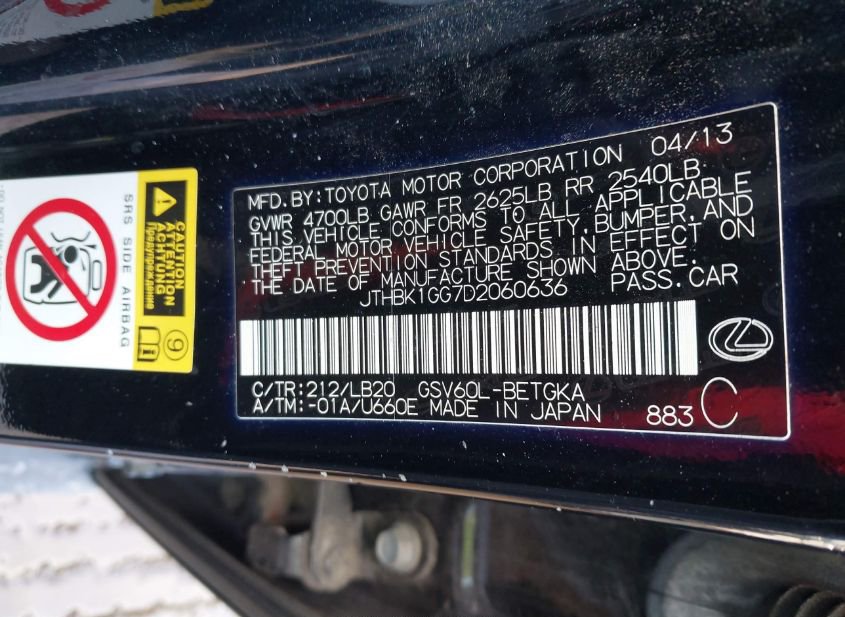 MFD.BY:TOYOTA MOTOR CORPORATION 04/13
GVWR 4700LB GAWR FR 2625LB RR 2540LB
THIS VEHICLE CONFORMS TO ALL APPLICABLE
FEDERAL MOTOR VEHICLE SAFETY,BUMPER,AND
THEFT PREVENTION STANDARDS IN EFFECT ON
THE DATE OF MANUFACTURE SHOWN ABOVE.
JTHBK1GG7D2060636 PASS.CAR
C/TR:212/LB20 GSV60L-BETGKA
A/TM:-01A/U660E MADE IN JAPAN 883 C
CAUTION
ATTENTION
ACHTUNG
Предупреждение
9
SRS SIDE AIRBAG